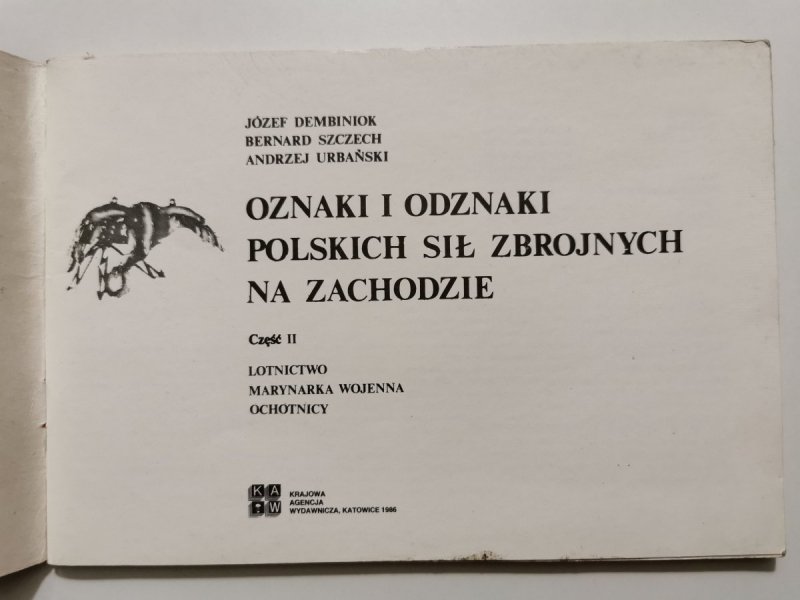 JÓZEF DEMBINIOK
BERNARD SZCZECH
ANDRZEJ URBAŃSKI
OZNAKI I ODZNAKI
POLSKICH SIŁ ZBROJNYCH
NA ZACHODZIE
Część II
LOTNICTWO
MARYNARKA WOJENNA
OCHOTNICY
K A
W
KRAJOWA
AGENCJA
WYDAWNICZA, KATOWICE 1986